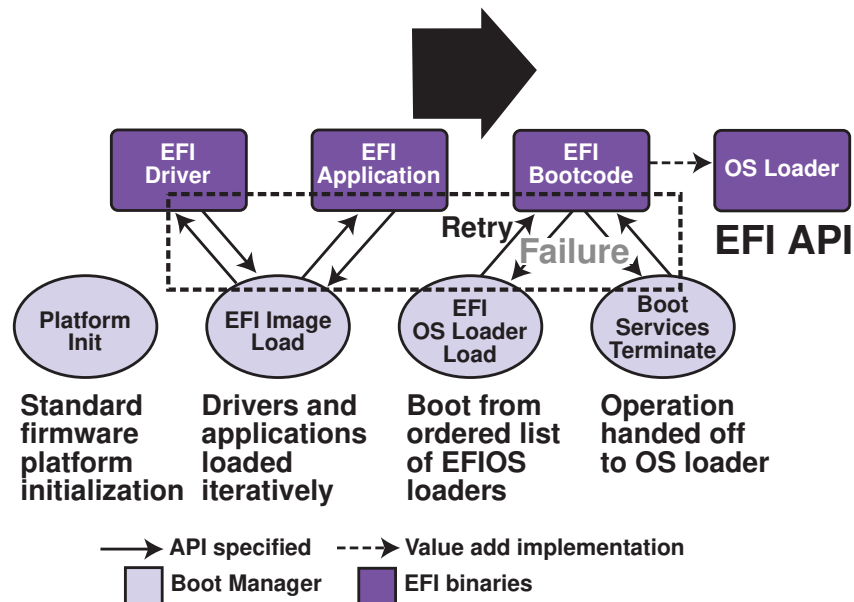 EFI
Driver
EFI
Application
EFI
Bootcode
OS Loader
Retry
Failure
EFI API
Platform
Init
EFI Image
Load
EFI
OS Loader
Load
Boot
Services
Terminate
Standard
firmware
platform
initialization
Drivers and
applications
loaded
iteratively
Boot from
ordered list
of EFIOS
loaders
Operation
handed off
to OS loader
API specified
Value add implementation
Boot Manager
EFI binaries